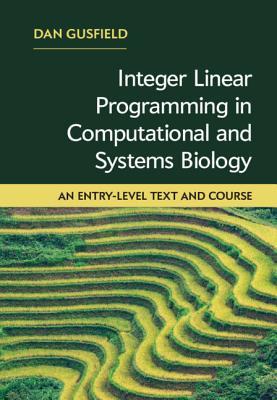 DAN GUSFIELD
Integer Linear
Programming in
Computational and
Systems Biology
AN ENTRY-LEVEL TEXT AND COURSE